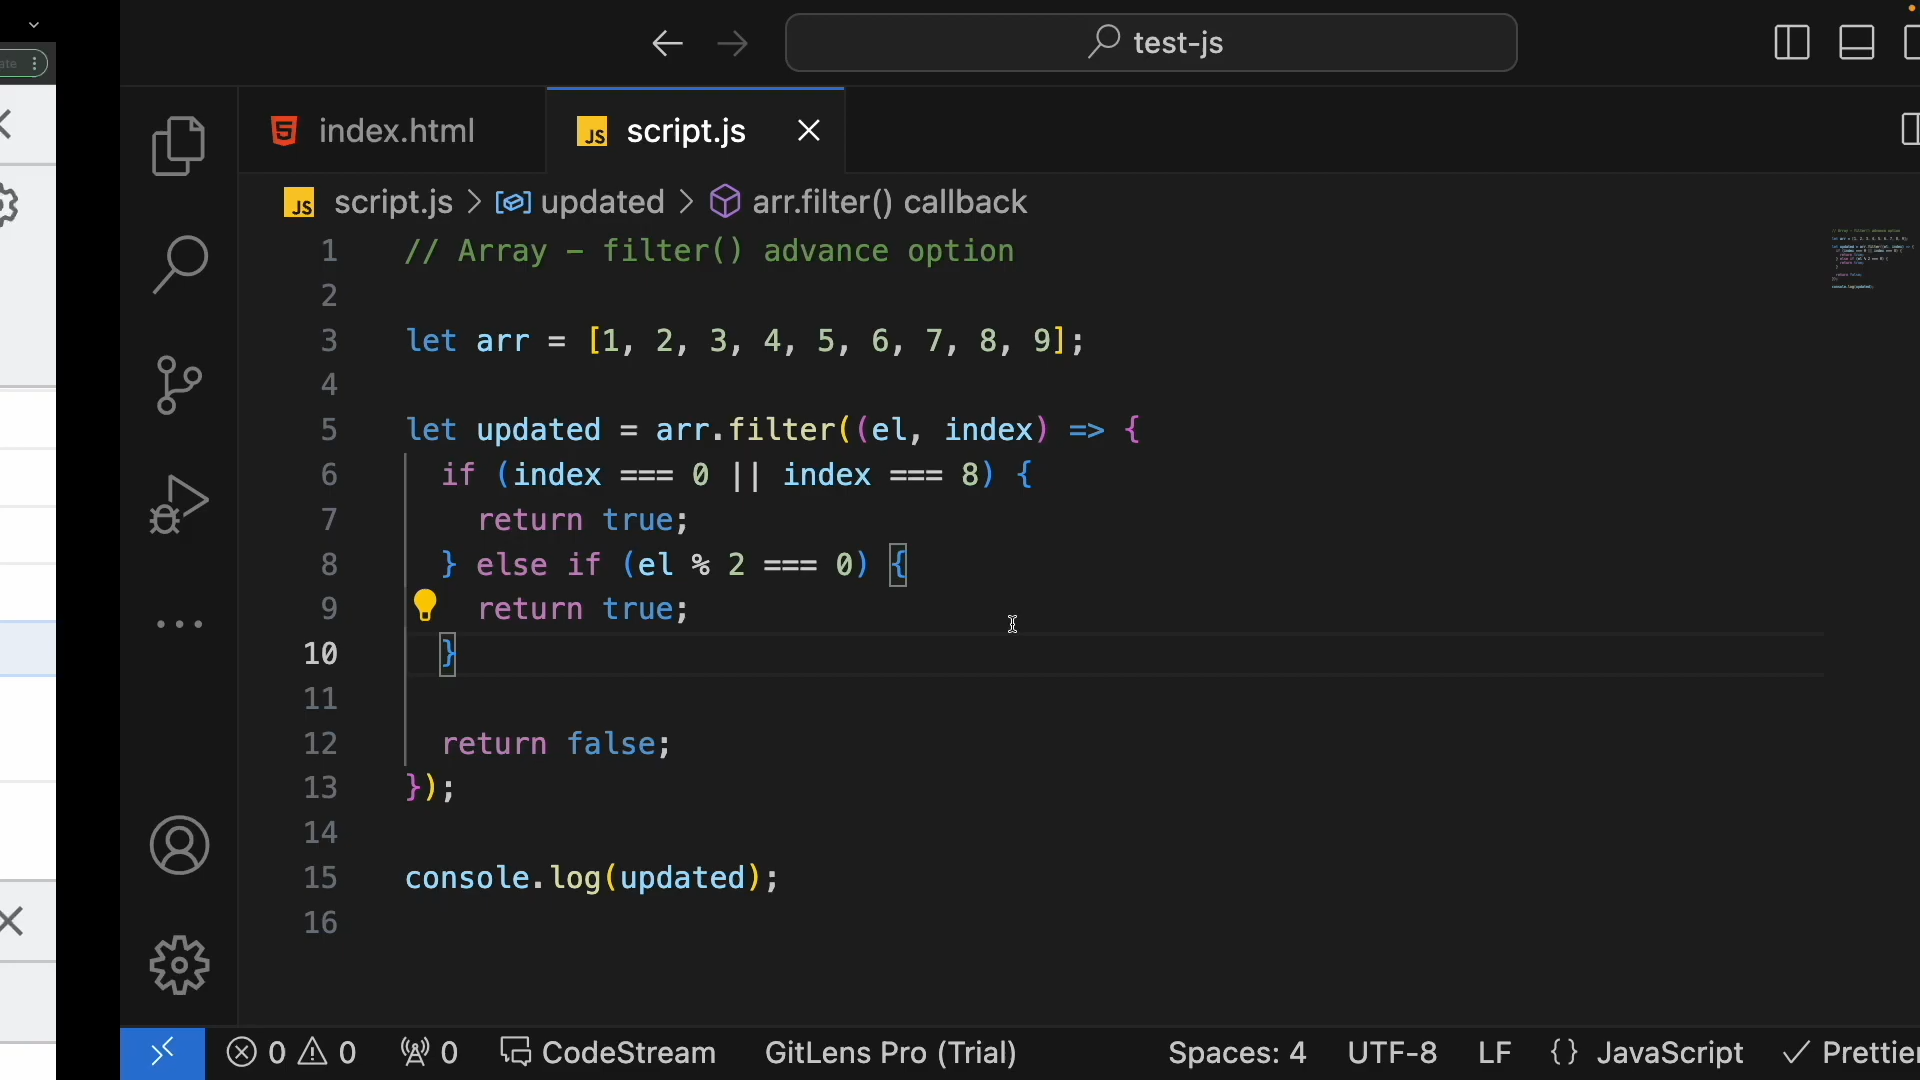 test-js
index.html
JS script.js
JS script.js > updated > arr.filter() callback
1 // Array - filter() advance option
2
3 let arr = [1, 2, 3, 4, 5, 6, 7, 8, 9];
4
5 let updated = arr.filter((el, index) => {
6 if (index === 0 || index === 8) {
7 return true;
8 } else if (el % 2 === 0) {
9 return true;
10 }
11
12 return false;
13 });
14
15 console.log(updated);
16
0 0 0 CodeStream GitLens Pro (Trial) Spaces: 4 UTF-8 LF {} JavaScript Prettier